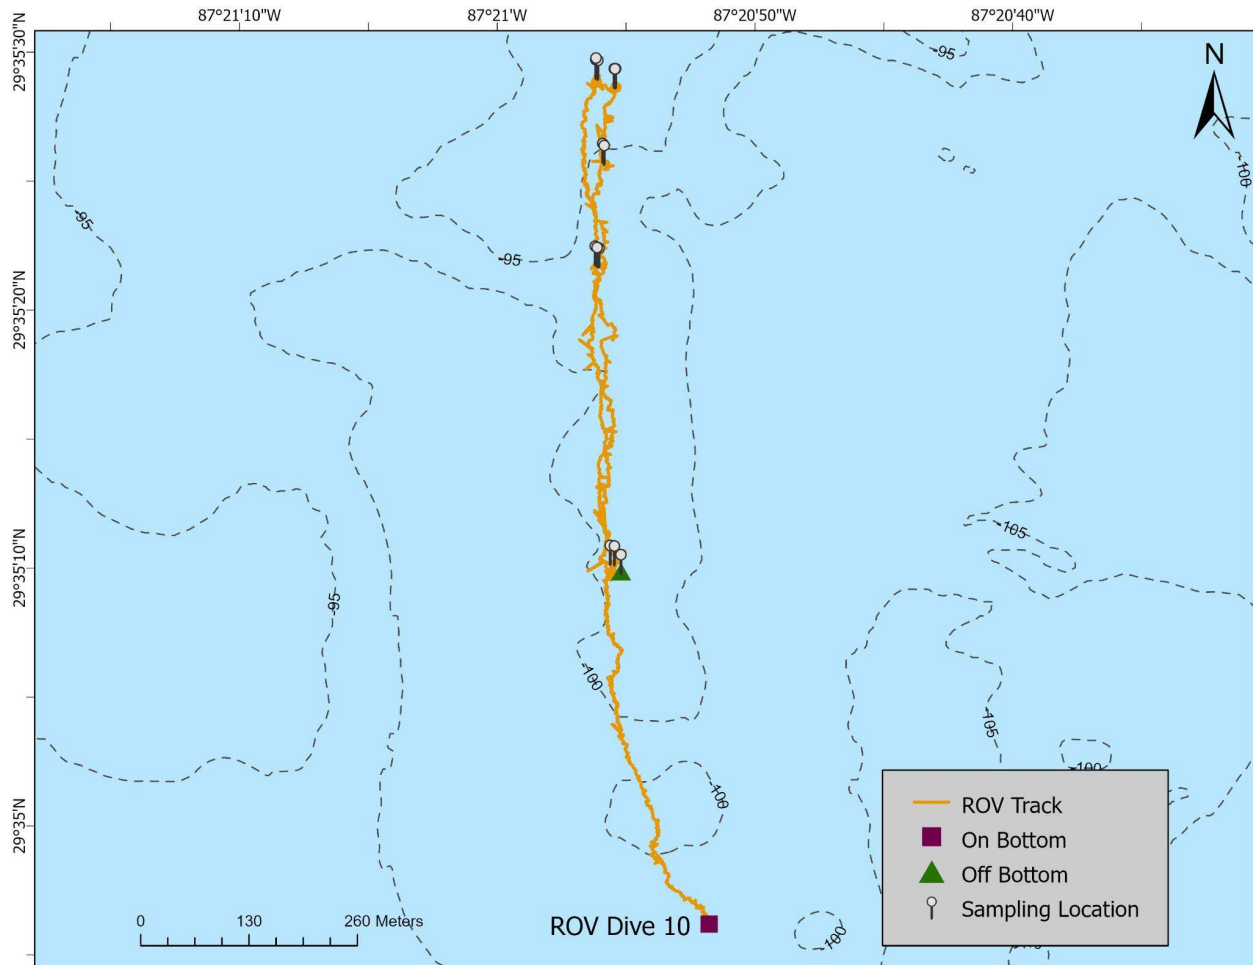 87°21'10"W 87°21'W 87°20'50"W 87°20'40"W
29°35'30"N
29°35'20"N
29°35'10"N
29°35'N
N
-95
-100
-95
-95
-105
-95
-100
-105
-100
-100
-100
ROV Track
On Bottom
Off Bottom
Sampling Location
ROV Dive 10
0 130 260 Meters